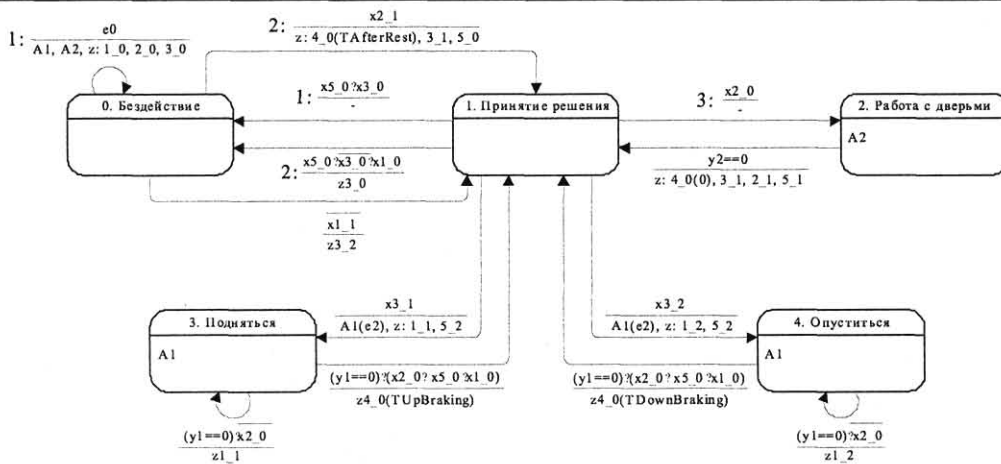 1: e0
A1, A2, z: 1_0, 2_0, 3_0
2: x2_1
z: 4_0(TAfterRest), 3_1, 5_0
0. Бездействие
1: x5_0?x3_0
-
2: x5_0?x3_0?x1_0
z3_0
x1_1
z3_2
1. Принятие решения
3: x2_0
-
y2==0
z: 4_0(0), 3_1, 2_1, 5_1
2. Работа с дверьми
A2
x3_1
A1(e2), z: 1_1, 5_2
x3_2
A1(e2), z: 1_2, 5_2
3. Подняться
A1
(y1==0)?(x2_0? x5_0?x1_0)
z4_0(TUpBraking)
(y1==0)?x2_0
z1_1
(y1==0)?(x2_0? x5_0?x1_0)
z4_0(TDownBraking)
4. Опуститься
A1
(y1==0)?x2_0
z1_2